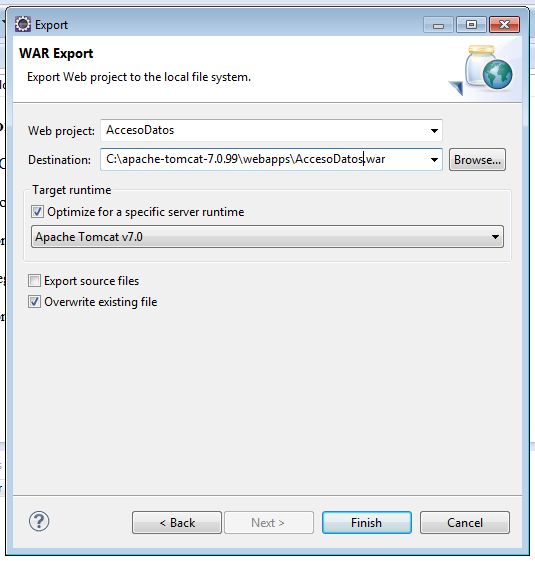 Export
WAR Export
Export Web project to the local file system.
Web project: AccesoDatos
Destination: C:\apache-tomcat-7.0.99\webapps\AccesoDatos.war Browse...
Target runtime
Optimize for a specific server runtime
Apache Tomcat v7.0
Export source files
Overwrite existing file
? < Back Next > Finish Cancel